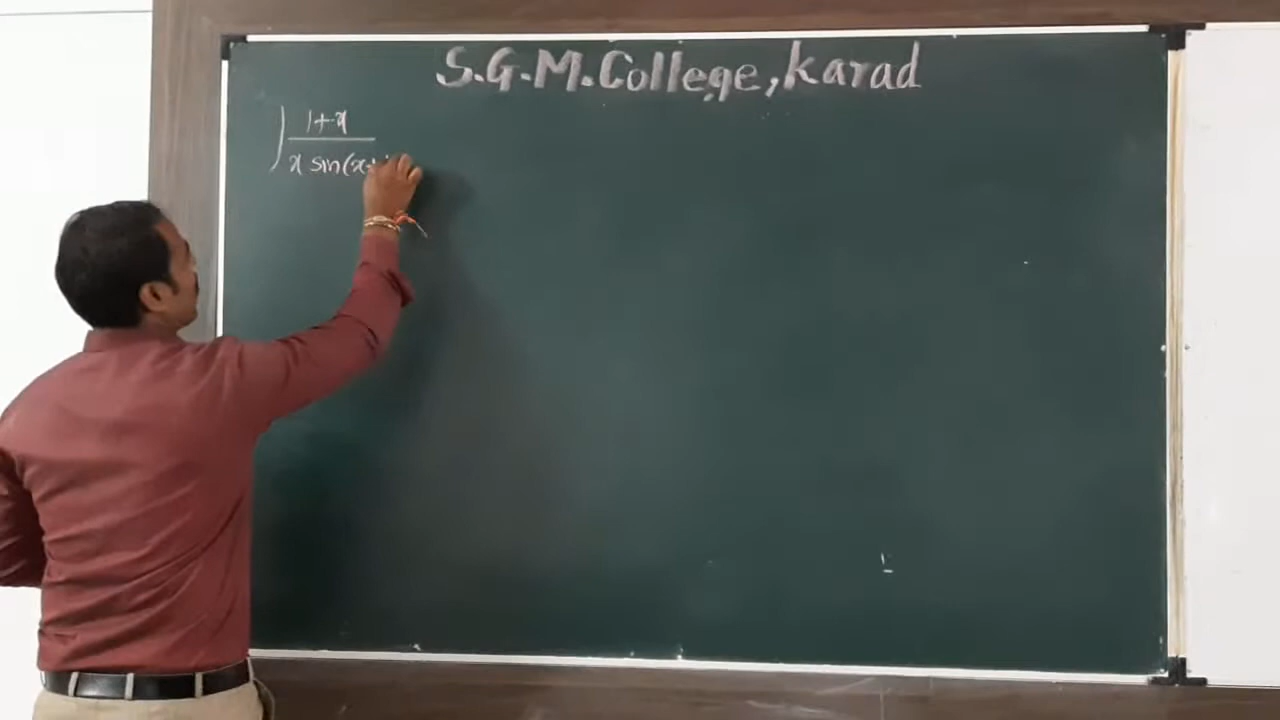 S.G.M. College, Karad
∫ 1+x
x sin(x+